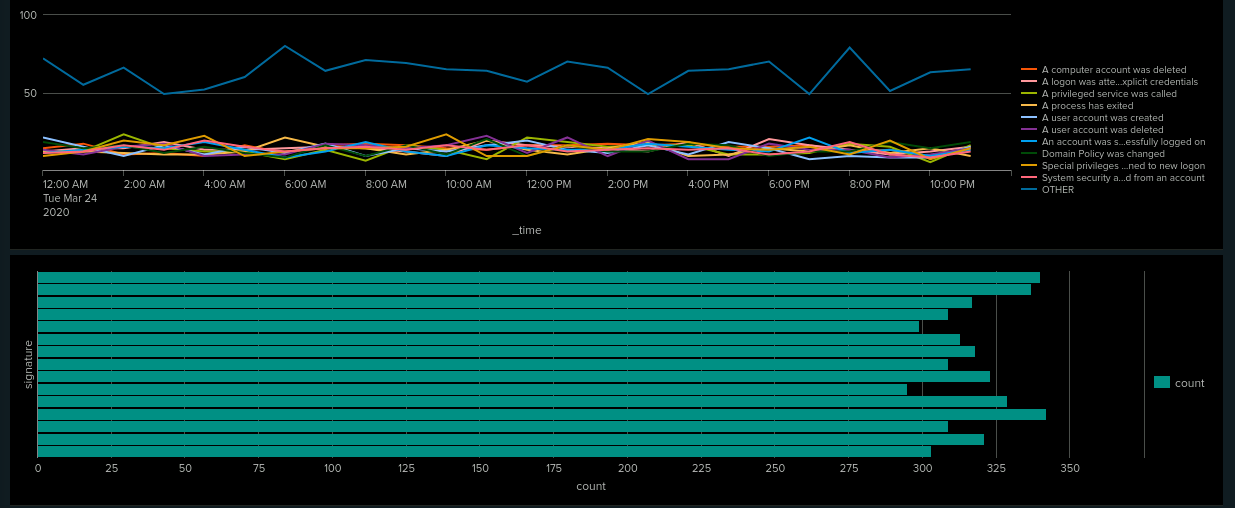 100
50
12:00 AM 2:00 AM 4:00 AM 6:00 AM 8:00 AM 10:00 AM 12:00 PM 2:00 PM 4:00 PM 6:00 PM 8:00 PM 10:00 PM
Tue Mar 24
2020
_time
A computer account was deleted
A logon was atte...xplicit credentials
A privileged service was called
A process has exited
A user account was created
A user account was deleted
An account was s...essfully logged on
Domain Policy was changed
Special privileges ...ned to new logon
System security a...d from an account
OTHER
signature
0 25 50 75 100 125 150 175 200 225 250 275 300 325 350
count
count